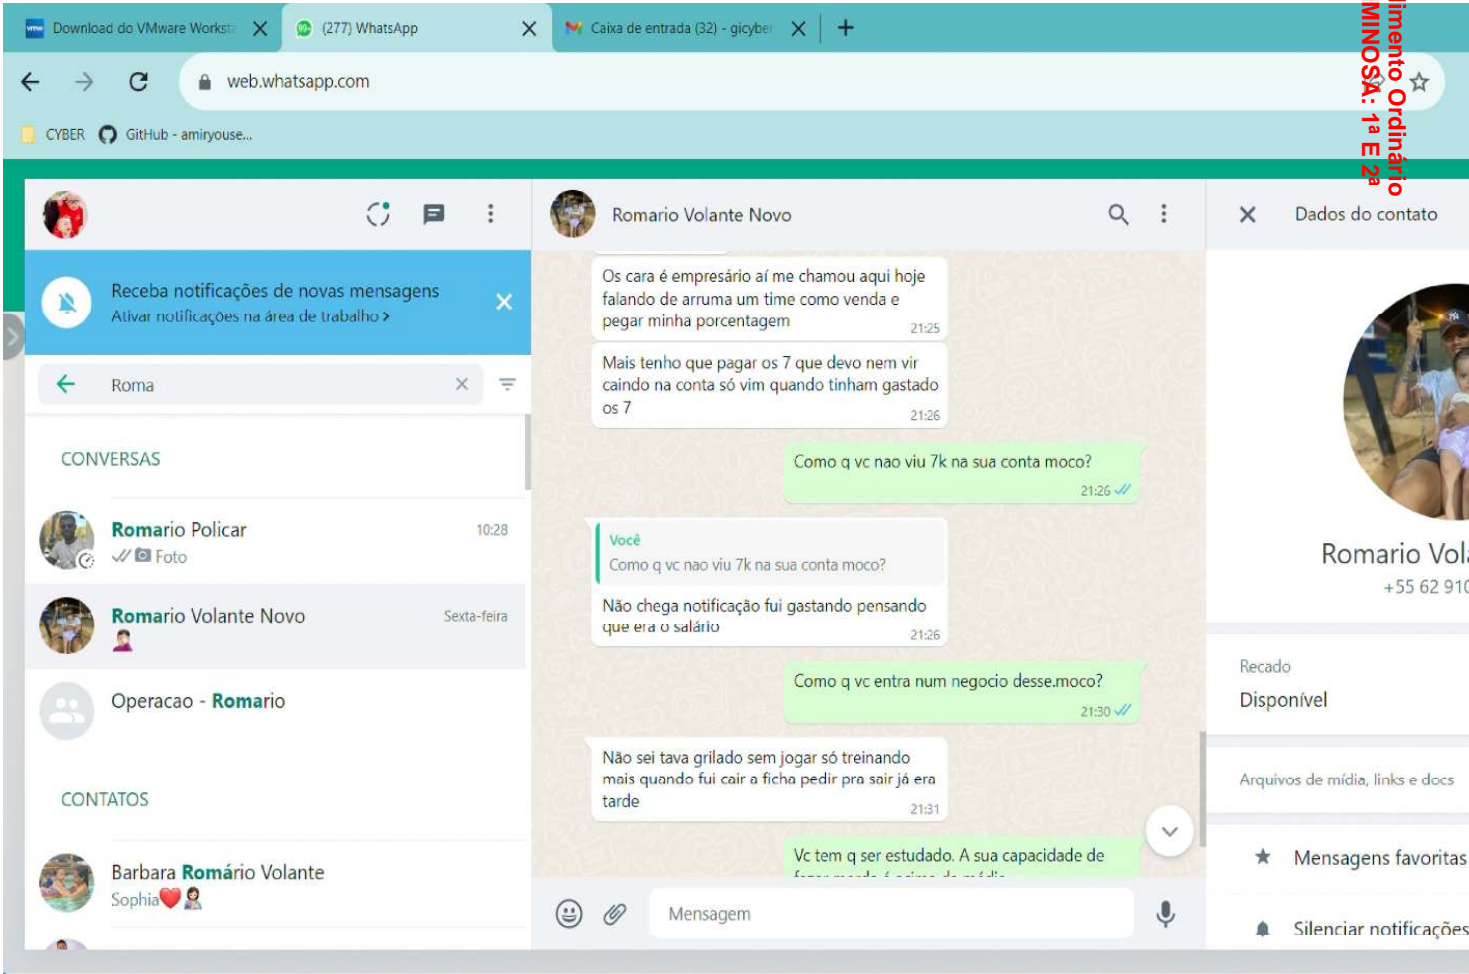 Download do VMware Worksta
(277) WhatsApp
Caixa de entrada (32) - gicyber
web.whatsapp.com
CYBER
GitHub - amiryouse...
Ordinário
MINOSA: 1ª E 2ª
Receba notificações de novas mensagens
Ativar notificações na área de trabalho >
Roma
CONVERSAS
Romario Policar
10:28
Foto
Romario Volante Novo
Sexta-feira
Operacao - Romario
CONTATOS
Barbara Romário Volante
Sophia❤️🤱🏻
Romario Volante Novo
Os cara é empresário aí me chamou aqui hoje
falando de arruma um time como venda e
pegar minha porcentagem
21:25
Mais tenho que pagar os 7 que devo nem vir
caindo na conta só vim quando tinham gastado
os 7
21:26
Como q vc nao viu 7k na sua conta moco?
21:26
Você
Como q vc nao viu 7k na sua conta moco?
Não chega notificação fui gastando pensando
que era o salário
21:26
Como q vc entra num negocio desse.moco?
21:30
Não sei tava grilado sem jogar só treinando
mais quando fui cair a ficha pedir pra sair já era
tarde
21:31
Vc tem q ser estudado. A sua capacidade de
Mensagem
Dados do contato
Romario Vol
+55 62 910
Recado
Disponível
Arquivos de mídia, links e docs
Mensagens favoritas
Silenciar notificações